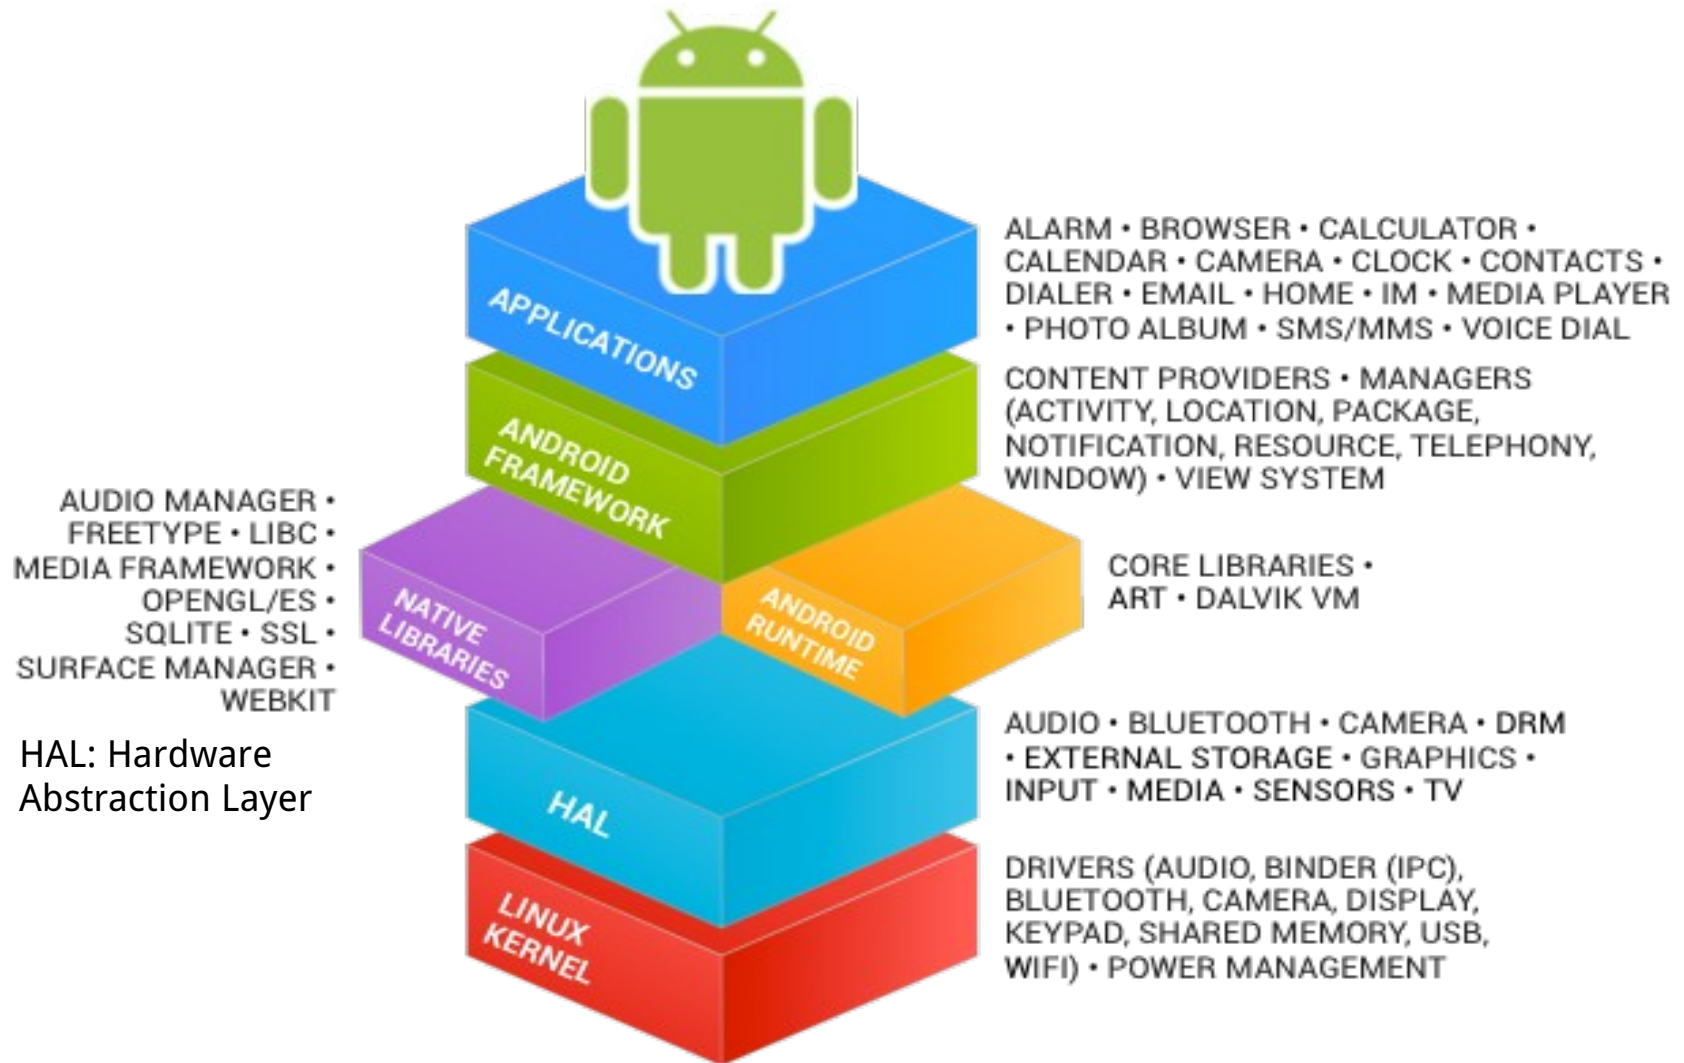 APPLICATIONS
ALARM • BROWSER • CALCULATOR •
CALENDAR • CAMERA • CLOCK • CONTACTS •
DIALER • EMAIL • HOME • IM • MEDIA PLAYER
• PHOTO ALBUM • SMS/MMS • VOICE DIAL
ANDROID
FRAMEWORK
CONTENT PROVIDERS • MANAGERS
(ACTIVITY, LOCATION, PACKAGE,
NOTIFICATION, RESOURCE, TELEPHONY,
WINDOW) • VIEW SYSTEM
AUDIO MANAGER •
FREETYPE • LIBC •
MEDIA FRAMEWORK •
OPENGL/ES •
SQLITE • SSL •
SURFACE MANAGER •
WEBKIT
NATIVE
LIBRARIES
ANDROID
RUNTIME
CORE LIBRARIES •
ART • DALVIK VM
HAL: Hardware
Abstraction Layer
HAL
AUDIO • BLUETOOTH • CAMERA • DRM
• EXTERNAL STORAGE • GRAPHICS •
INPUT • MEDIA • SENSORS • TV
LINUX
KERNEL
DRIVERS (AUDIO, BINDER (IPC),
BLUETOOTH, CAMERA, DISPLAY,
KEYPAD, SHARED MEMORY, USB,
WIFI) • POWER MANAGEMENT